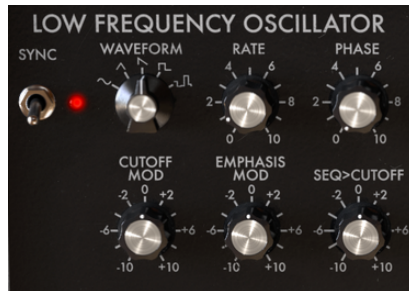 LOW FREQUENCY OSCILLATOR
SYNC
WAVEFORM
RATE
PHASE
4 6
2 8
0 10
4 6
2 8
0 10
CUTOFF
MOD
EMPHASIS
MOD
SEQ>CUTOFF
-2 0 +2
-6 +6
-10 +10
-2 0 +2
-6 +6
-10 +10
-2 0 +2
-6 +6
-10 +10